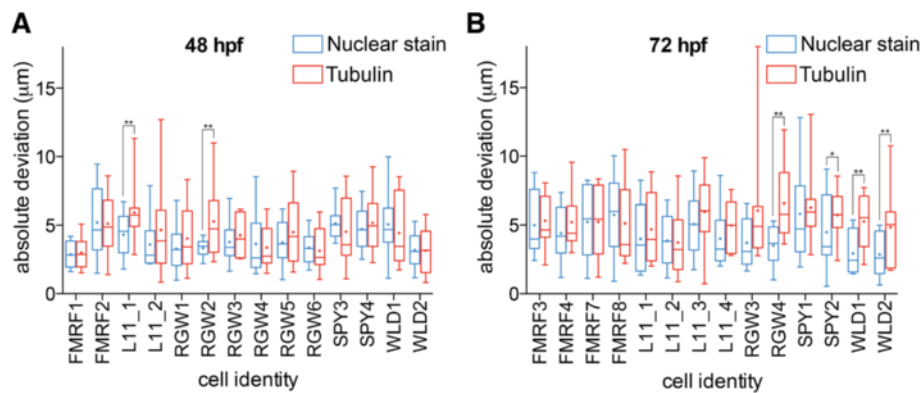 A
48 hpf
Nuclear stain
Tubulin
absolute deviation (μm)
15
10
5
0
**
**
FMRF1
FMRF2
L11_1
L11_2
RGW1
RGW2
RGW3
RGW4
RGW5
RGW6
SPY3
SPY4
WLD1
WLD2
cell identity
B
72 hpf
Nuclear stain
Tubulin
absolute deviation (μm)
15
10
5
0
**
*
**
**
FMRF3
FMRF4
FMRF7
FMRF8
L11_1
L11_2
L11_3
L11_4
RGW3
RGW4
SPY1
SPY2
WLD1
WLD2
cell identity